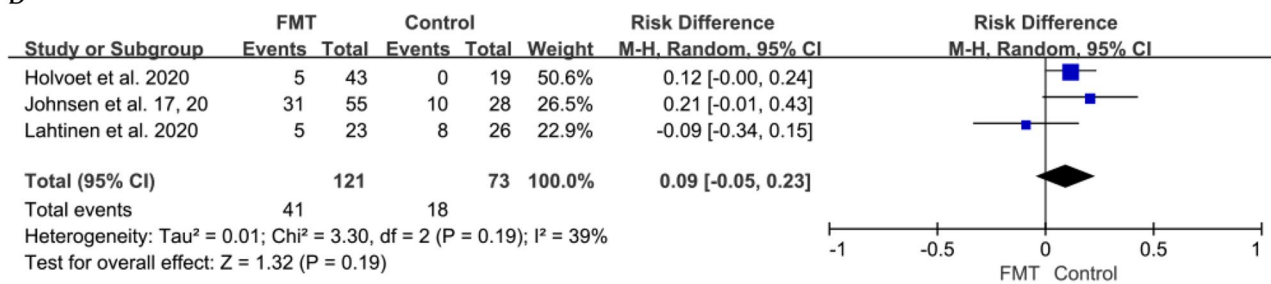 D
FMT Control Risk Difference Risk Difference
Study or Subgroup Events Total Events Total Weight M-H, Random, 95% CI M-H, Random, 95% CI
Holvoet et al. 2020 5 43 0 19 50.6% 0.12 [-0.00, 0.24]
Johnsen et al. 17, 20 31 55 10 28 26.5% 0.21 [-0.01, 0.43]
Lahtinen et al. 2020 5 23 8 26 22.9% -0.09 [-0.34, 0.15]
Total (95% CI) 121 73 100.0% 0.09 [-0.05, 0.23]
Total events 41 18
Heterogeneity: Tau² = 0.01; Chi² = 3.30, df = 2 (P = 0.19); I² = 39%
Test for overall effect: Z = 1.32 (P = 0.19)
-1 -0.5 0 0.5 1
FMT Control